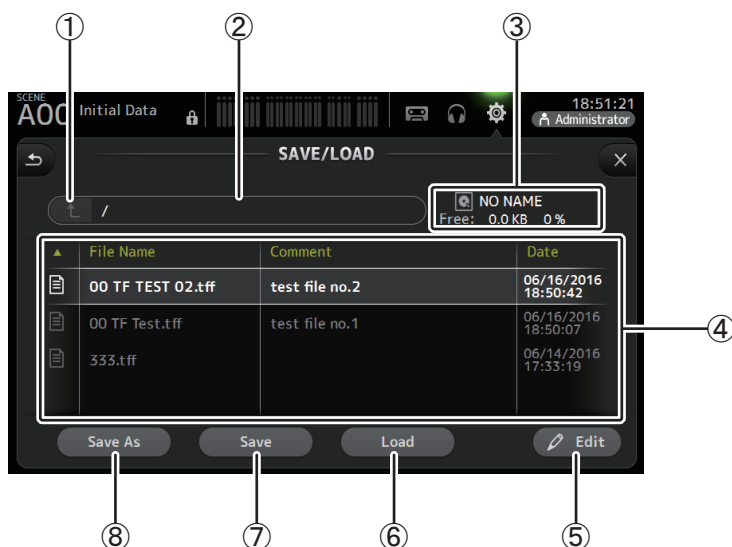 ① ② ③
SCENE
A00 Initial Data 18:51:21
Administrator
SAVE/LOAD
/ NO NAME
Free: 0.0 KB 0 %
▲ File Name Comment Date
00 TF TEST 02.tff test file no.2 06/16/2016
18:50:42
00 TF Test.tff test file no.1 06/16/2016
18:50:07
④
333.tff 06/14/2016
17:33:19
Save As Save Load Edit
⑧ ⑦ ⑥ ⑤